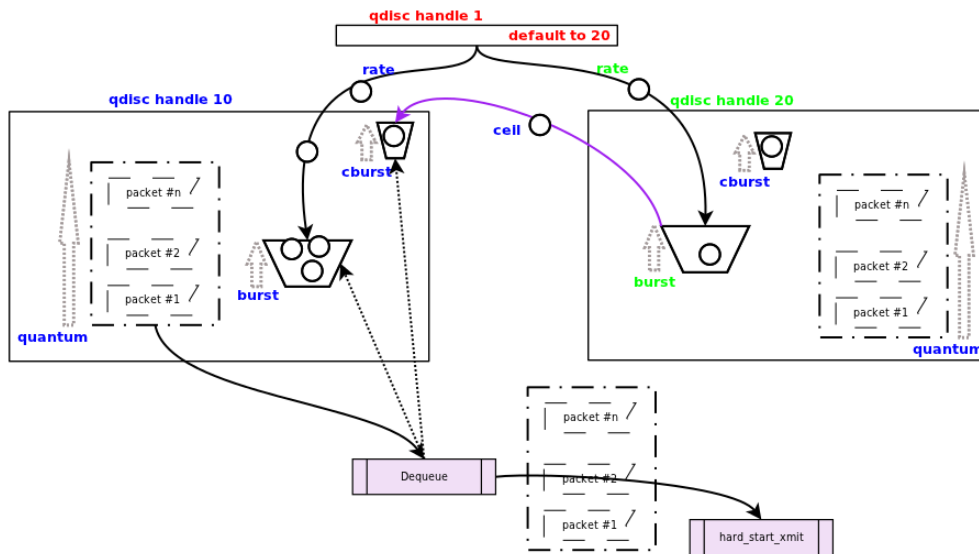 qdisc handle 1
default to 20
rate
rate
qdisc handle 10
qdisc handle 20
ceil
cburst
cburst
packet #n
packet #2
packet #1
burst
quantum
burst
packet #n
packet #2
packet #1
quantum
packet #n
packet #2
packet #1
Dequeue
hard_start_xmit